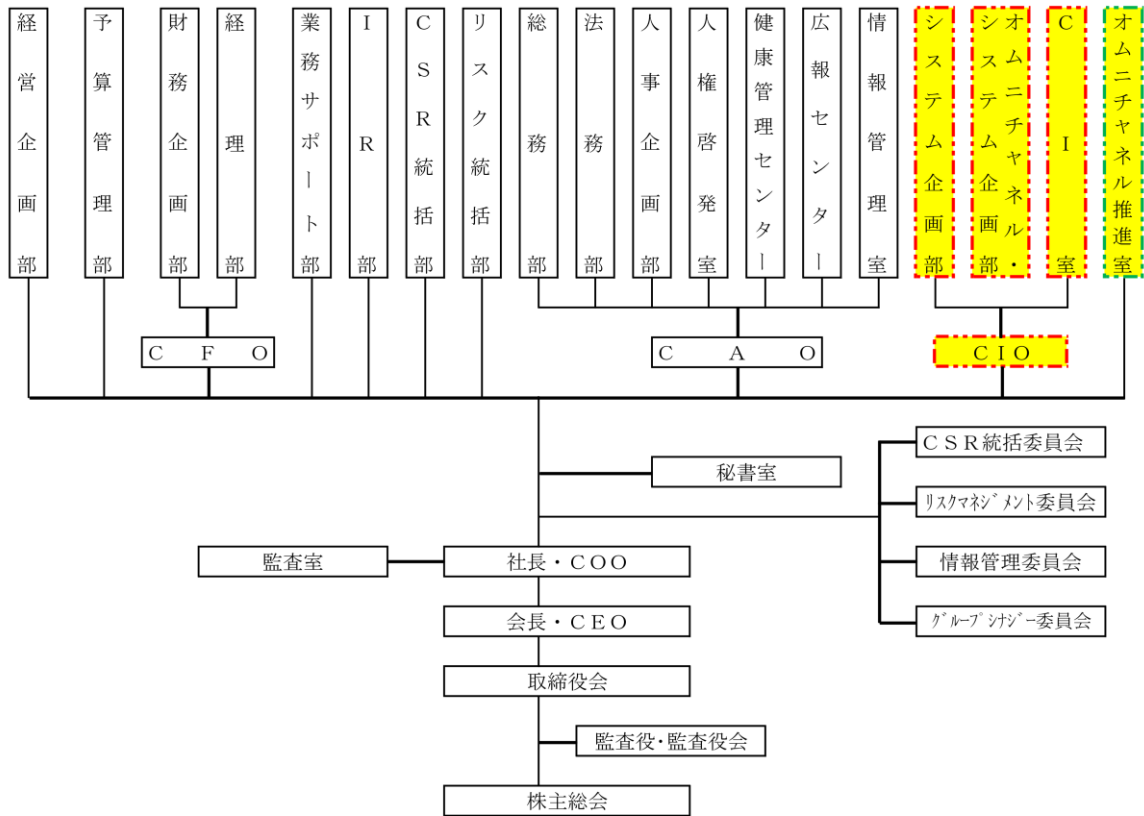 経営企画部
予算管理部
財務企画部
経理部
業務サポート部
ＩＲ部
ＣＳＲ統括部
リスク統括部
総務部
法務部
人事企画部
人権啓発室
健康管理センター
広報センター
情報管理室
システム企画部
オムニチャネル・
システム企画部
ＣＩ室
オムニチャネル推進室
ＣＦＯ
ＣＡＯ
ＣＩＯ
ＣＳＲ統括委員会
秘書室
ﾘｽｸﾏﾈｼﾞﾒﾝﾄ委員会
監査室
社長・ＣＯＯ
情報管理委員会
会長・ＣＥＯ
ｸﾞﾙｰﾌﾟｼﾅｼﾞｰ委員会
取締役会
監査役・監査役会
株主総会